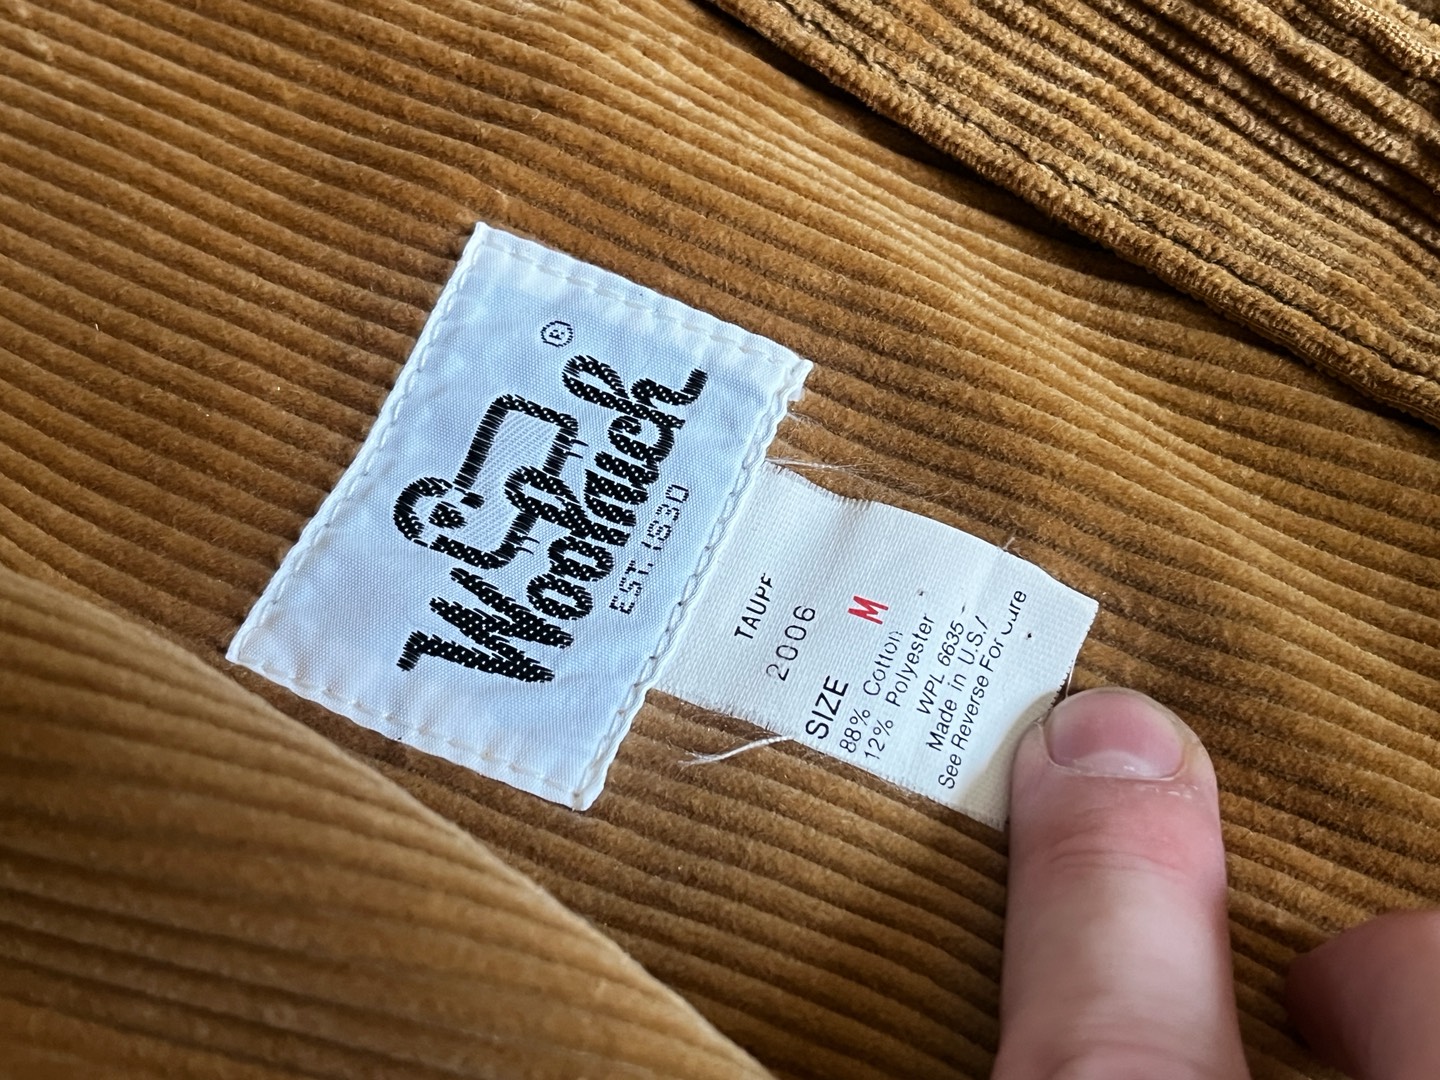 ®
Woolrich
EST. 1830
TAUPE
2006
SIZE M
88% Cotton
12% Polyester
WPL 6635
Made in U.S./
See Reverse For Care